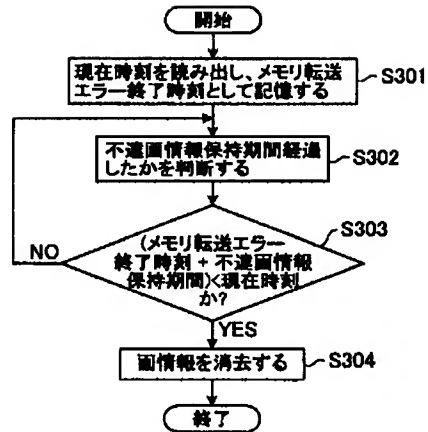 開始
現在時刻を読み出し、メモリ転送
エラー終了時刻として記憶する
S301
不達画情報保持期間経過
したかを判断する
S302
S303
(メモリ転送エラー
終了時刻 + 不達画情報
保持期間)<現在時刻
か?
NO
YES
画情報を消去する
S304
終了